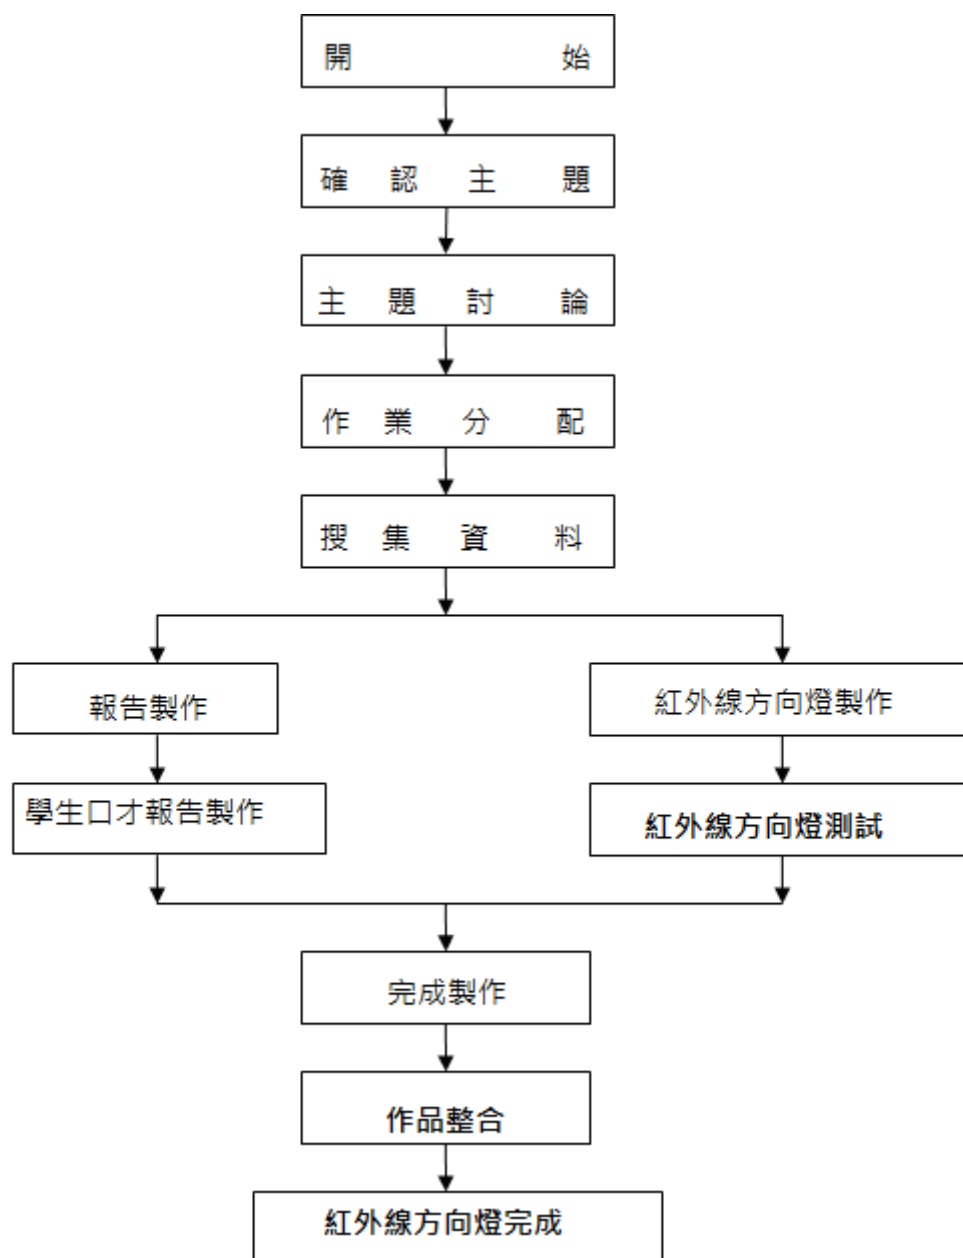 開始
確認主題
主題討論
作業分配
搜集資料
報告製作
紅外線方向燈製作
學生口才報告製作
紅外線方向燈測試
完成製作
作品整合
紅外線方向燈完成